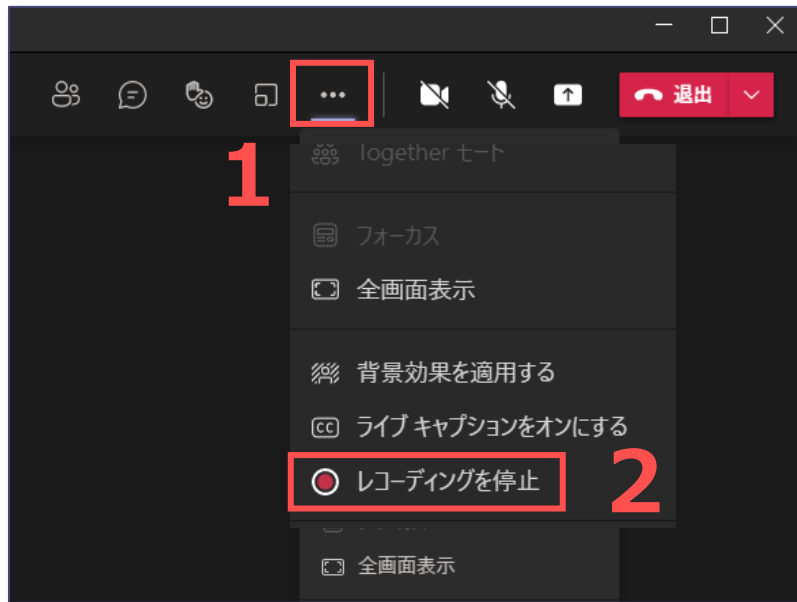 退出
1
Together モード
フォーカス
全画面表示
背景効果を適用する
CC ライブ キャプションをオンにする
レコーディングを停止
2
全画面表示